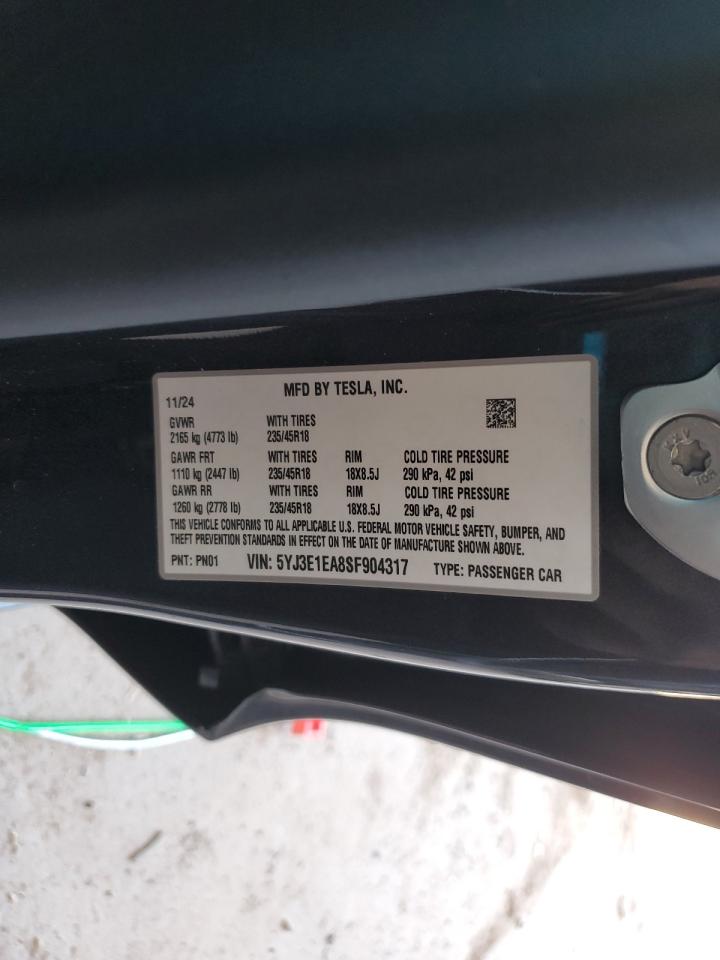 MFD BY TESLA, INC.
11/24
GVWR WITH TIRES
2165 kg (4773 lb) 235/45R18
GAWR FRT WITH TIRES RIM COLD TIRE PRESSURE
1110 kg (2447 lb) 235/45R18 18X8.5J 290 kPa, 42 psi
GAWR RR WITH TIRES RIM COLD TIRE PRESSURE
1260 kg (2778 lb) 235/45R18 18X8.5J 290 kPa, 42 psi
THIS VEHICLE CONFORMS TO ALL APPLICABLE U.S. FEDERAL MOTOR VEHICLE SAFETY, BUMPER, AND
THEFT PREVENTION STANDARDS IN EFFECT ON THE DATE OF MANUFACTURE SHOWN ABOVE.
PNT: PN01 VIN: 5YJ3E1EA8SF904317 TYPE: PASSENGER CAR